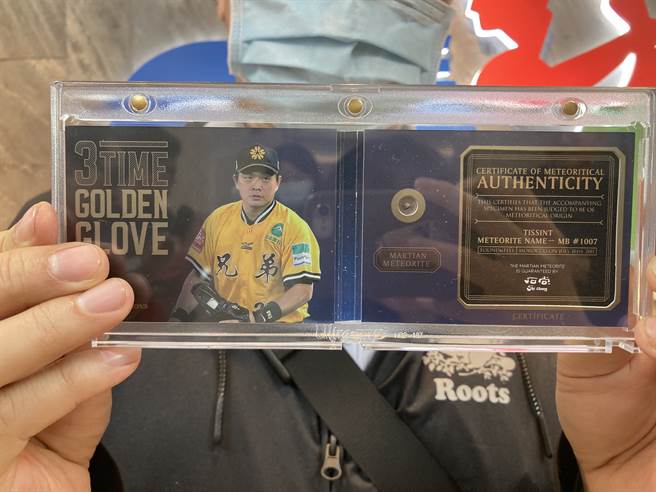 3 TIME
GOLDEN
GLOVE
兄弟
MARTIAN
METEORITE
CERTIFICATE OF METEORITICAL
AUTHENTICITY
THIS CERTIFIES THAT THE ACCOMPANYING
SPECIMEN HAS BEEN JUDGED TO BE OF
METEORITICAL ORIGIN
TISSINT
METEORITE NAME-- MB #1007
THE MARTIAN METEORITE
IS GUARANTEED BY
CERTIFICATE
Roots